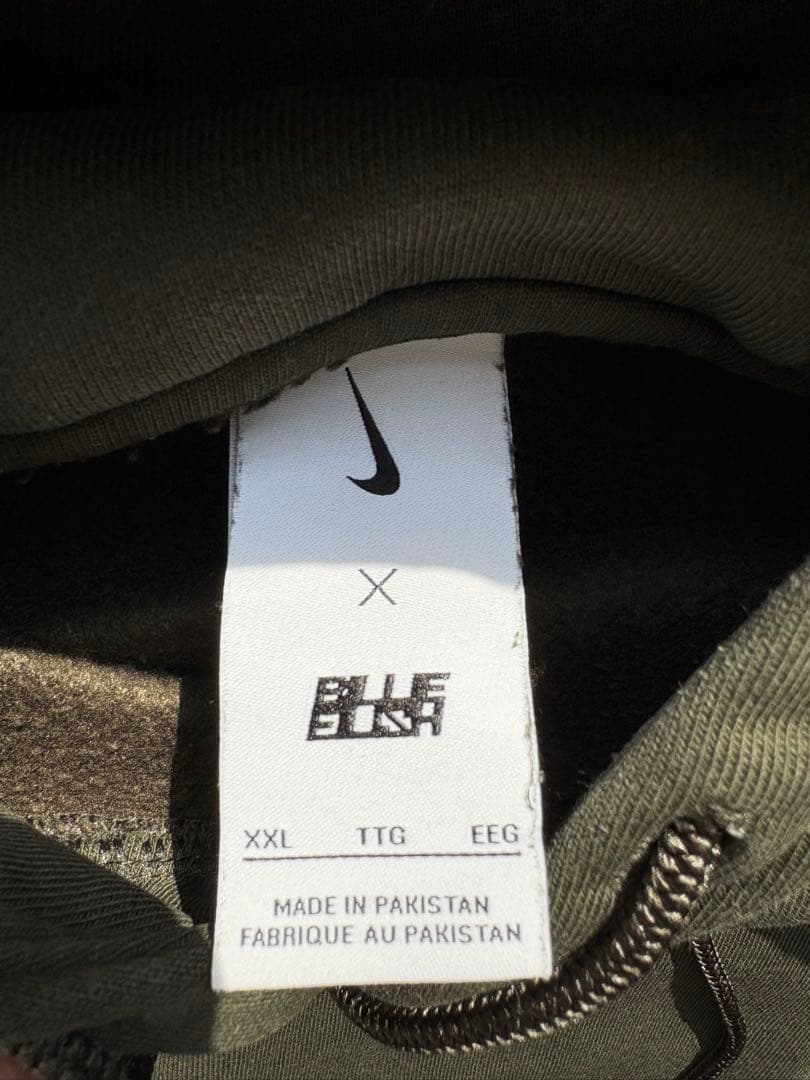 X
BILLIE
EILISH
XXL TTG EEG
MADE IN PAKISTAN
FABRIQUE AU PAKISTAN